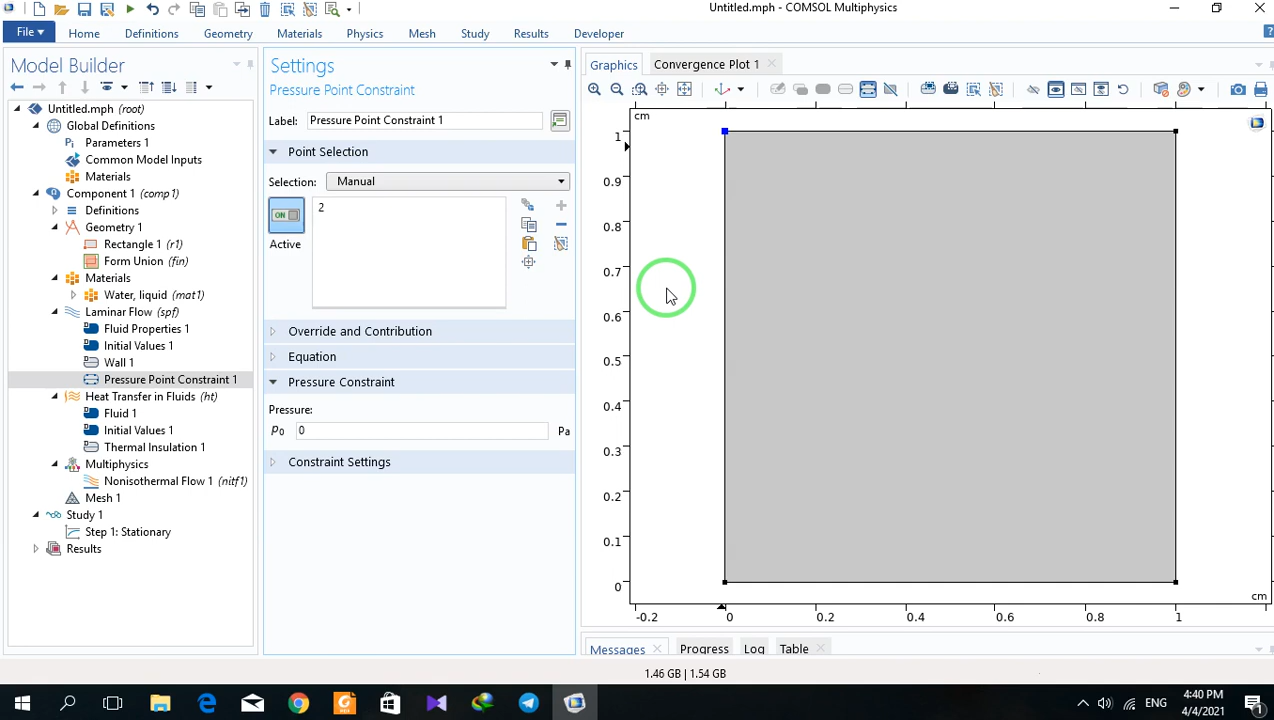 Untitled.mph - COMSOL Multiphysics
File
Home
Definitions
Geometry
Materials
Physics
Mesh
Study
Results
Developer
Model Builder
Untitled.mph (root)
Global Definitions
Pi Parameters 1
Common Model Inputs
Materials
Component 1 (comp1)
Definitions
Geometry 1
Rectangle 1 (r1)
Form Union (fin)
Materials
Water, liquid (mat1)
Laminar Flow (spf)
Fluid Properties 1
Initial Values 1
Wall 1
Pressure Point Constraint 1
Heat Transfer in Fluids (ht)
Fluid 1
Initial Values 1
Thermal Insulation 1
Multiphysics
Nonisothermal Flow 1 (nitf1)
Mesh 1
Study 1
Step 1: Stationary
Results
Settings
Pressure Point Constraint
Label: Pressure Point Constraint 1
Point Selection
Selection: Manual
ON
Active
2
Override and Contribution
Equation
Pressure Constraint
Pressure:
p0 0 Pa
Constraint Settings
Graphics
Convergence Plot 1
cm
1
0.9
0.8
0.7
0.6
0.5
0.4
0.3
0.2
0.1
0
cm
-0.2 0 0.2 0.4 0.6 0.8 1
Messages
Progress
Log
Table
1.46 GB | 1.54 GB
ENG
4:40 PM
4/4/2021
1